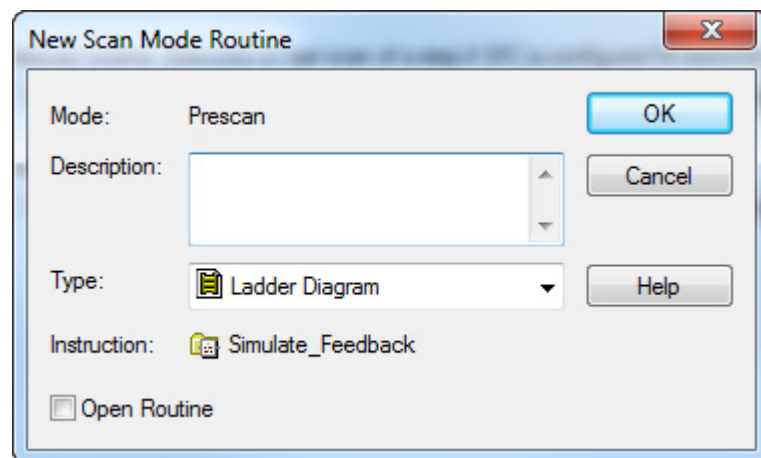 New Scan Mode Routine
Mode: Prescan
OK
Description:
Cancel
Type: Ladder Diagram
Help
Instruction: Simulate_Feedback
Open Routine